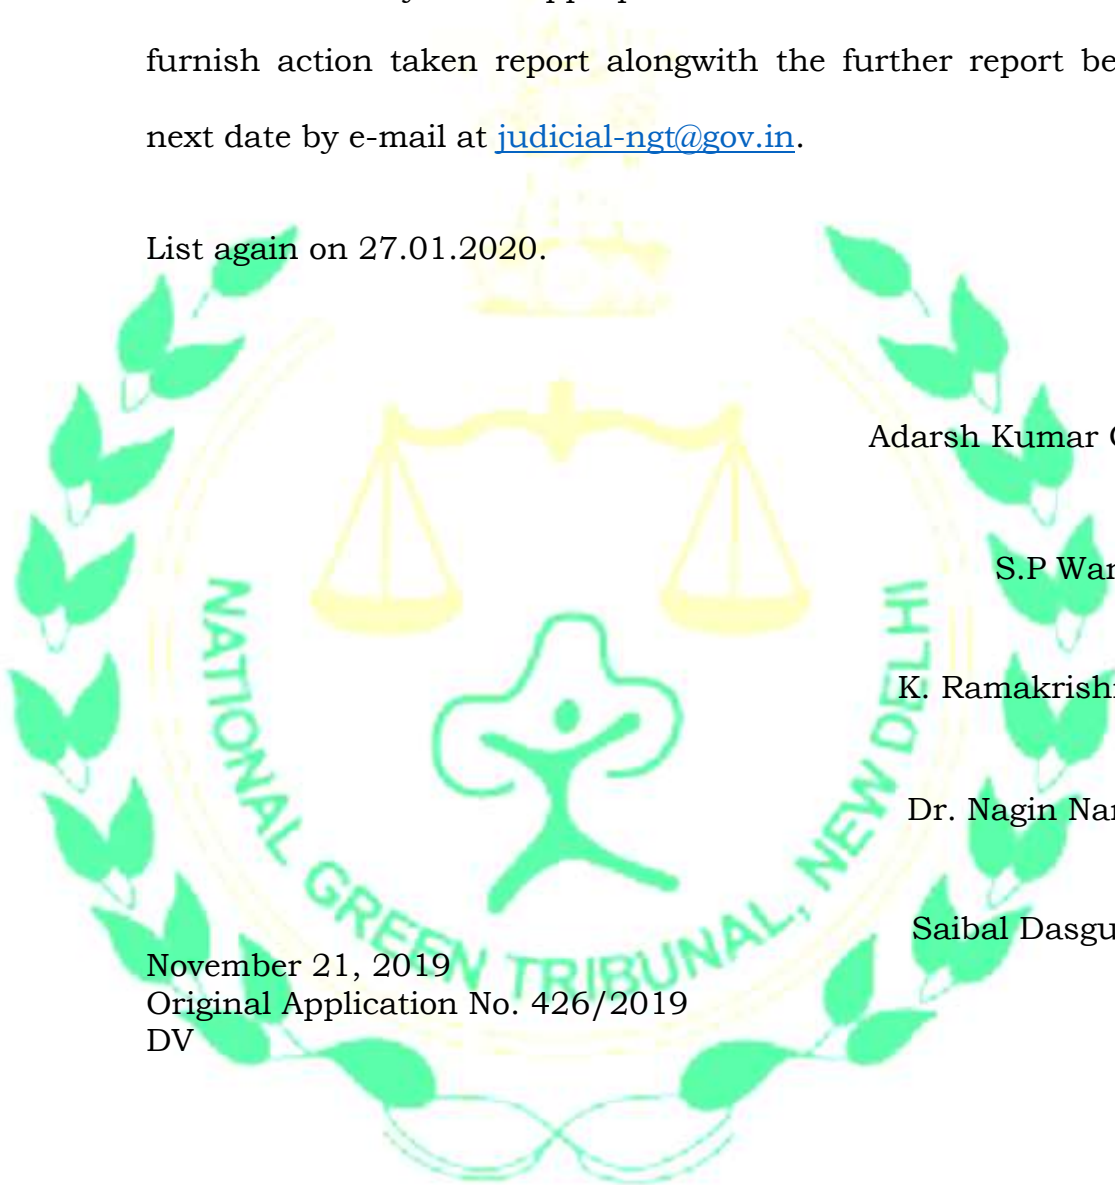 furnish action taken report alongwith the further report be
next date by e-mail at judicial-ngt@gov.in.
List again on 27.01.2020.
Adarsh Kumar
S.P
K.
Dr. Nagin
Saibal
NATIONAL GREEN TRIBUNAL, NEW DELHI
November 21, 2019
Original Application No. 426/2019
DV